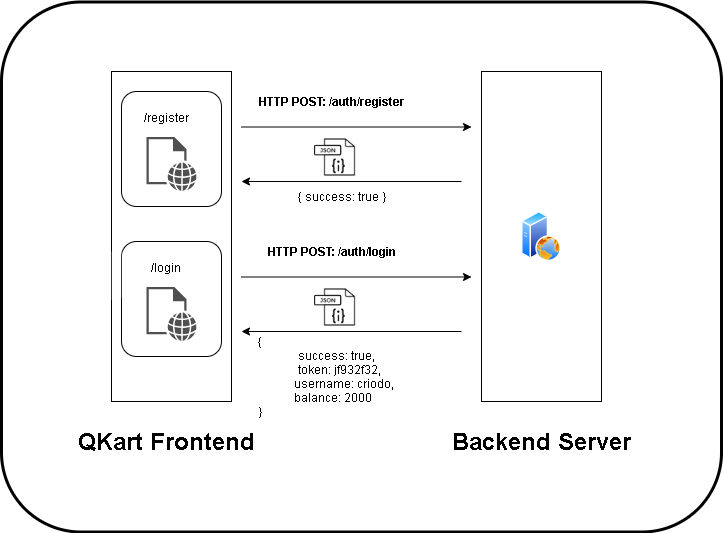 HTTP POST: /auth/register
/register
JSON
{i}
{ success: true }
HTTP POST: /auth/login
/login
JSON
{i}
{
success: true,
token: jf932f32,
username: criodo,
balance: 2000
}
QKart Frontend
Backend Server